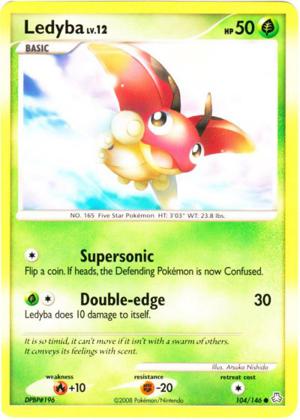 Ledyba LV.12 HP 50
BASIC
NO. 165 Five Star Pokémon HT: 3'03" WT: 23.8 lbs.
Supersonic
Flip a coin. If heads, the Defending Pokémon is now Confused.
Double-edge 30
Ledyba does 10 damage to itself.
It is so timid, it can't move if it isn't with a swarm of others.
It conveys its feelings with scent.
Illus. Atsuko Nishida
weakness resistance retreat cost
+10 -20
DPBP#196 ©2008 Pokémon/Nintendo 104/146